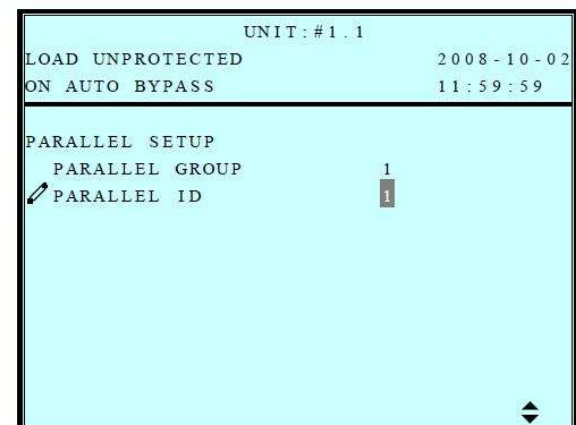 UNIT:#1.1
LOAD UNPROTECTED 2008-10-02
ON AUTO BYPASS 11:59:59
PARALLEL SETUP
PARALLEL GROUP 1
PARALLEL ID 1